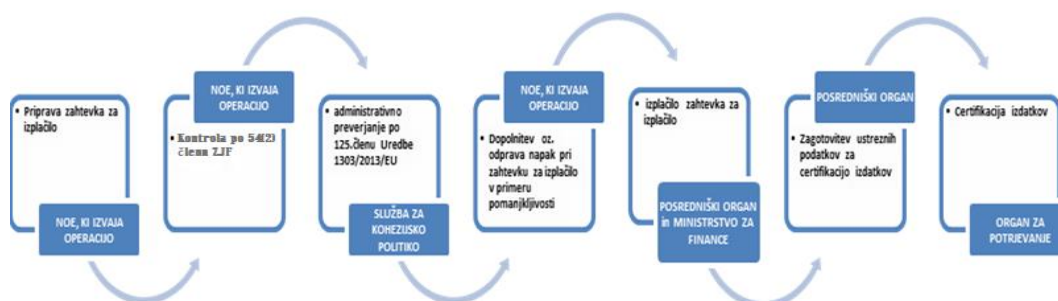 • Priprava zahtevka za
izplačilo
NOE, KI IZVAJA
OPERACIJO
NOE, KI IZVAJA
OPERACIJO
• Kontrola po 54(2)
členu ZJF
• administrativno
preverjanje po
125.členu Uredbe
1303/2013/EU
SLUŽBA ZA
KOHEZIJSKO
POLITIKO
NOE, KI IZVAJA
OPERACIJO
• Dopolnitev oz.
odprava napak pri
zahtevku za izplačilo
v primeru
pomanjkljivosti
• izplačilo zahtevka za
izplačilo
POSREDNIŠKI ORGAN
in MINISTRSTVO ZA
FINANCE
POSREDNIŠKI ORGAN
• Zagotovitev ustreznih
podatkov za
certifikacijo izdatkov
• Certifikacija izdatkov
ORGAN ZA
POTRJEVANJE